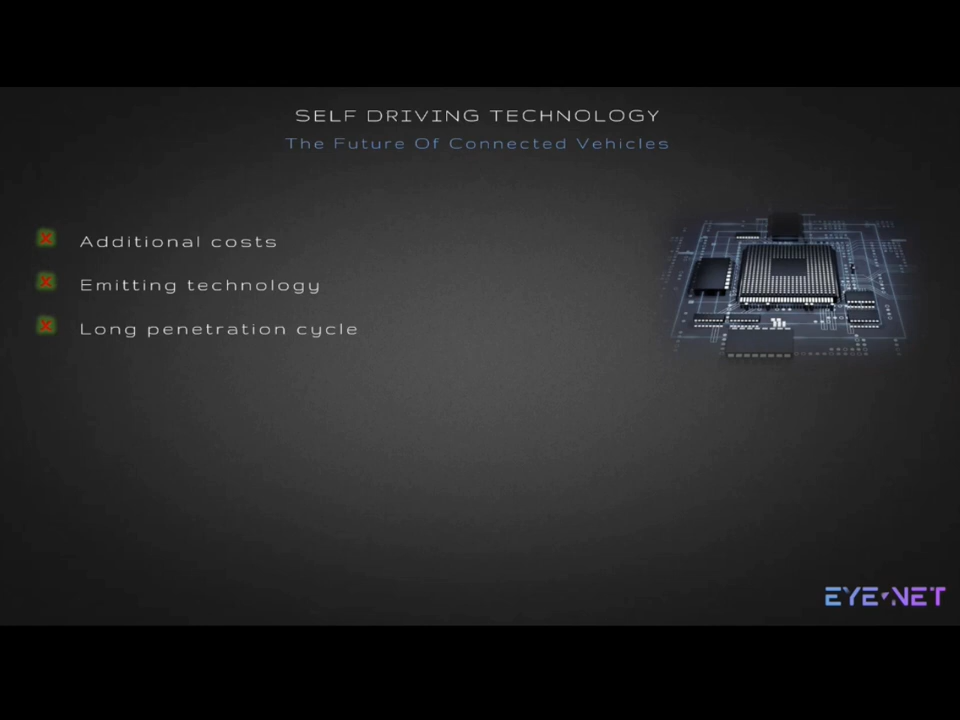 SELF DRIVING TECHNOLOGY
The Future Of Connected Vehicles
Additional costs
Emitting technology
Long penetration cycle
EYE-NET